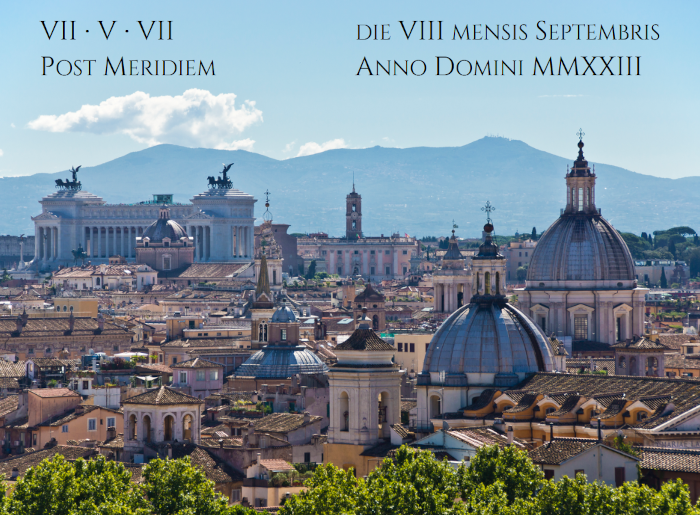 VII · V · VII
Post Meridiem
die VIII mensis Septembris
Anno Domini MMXXIII